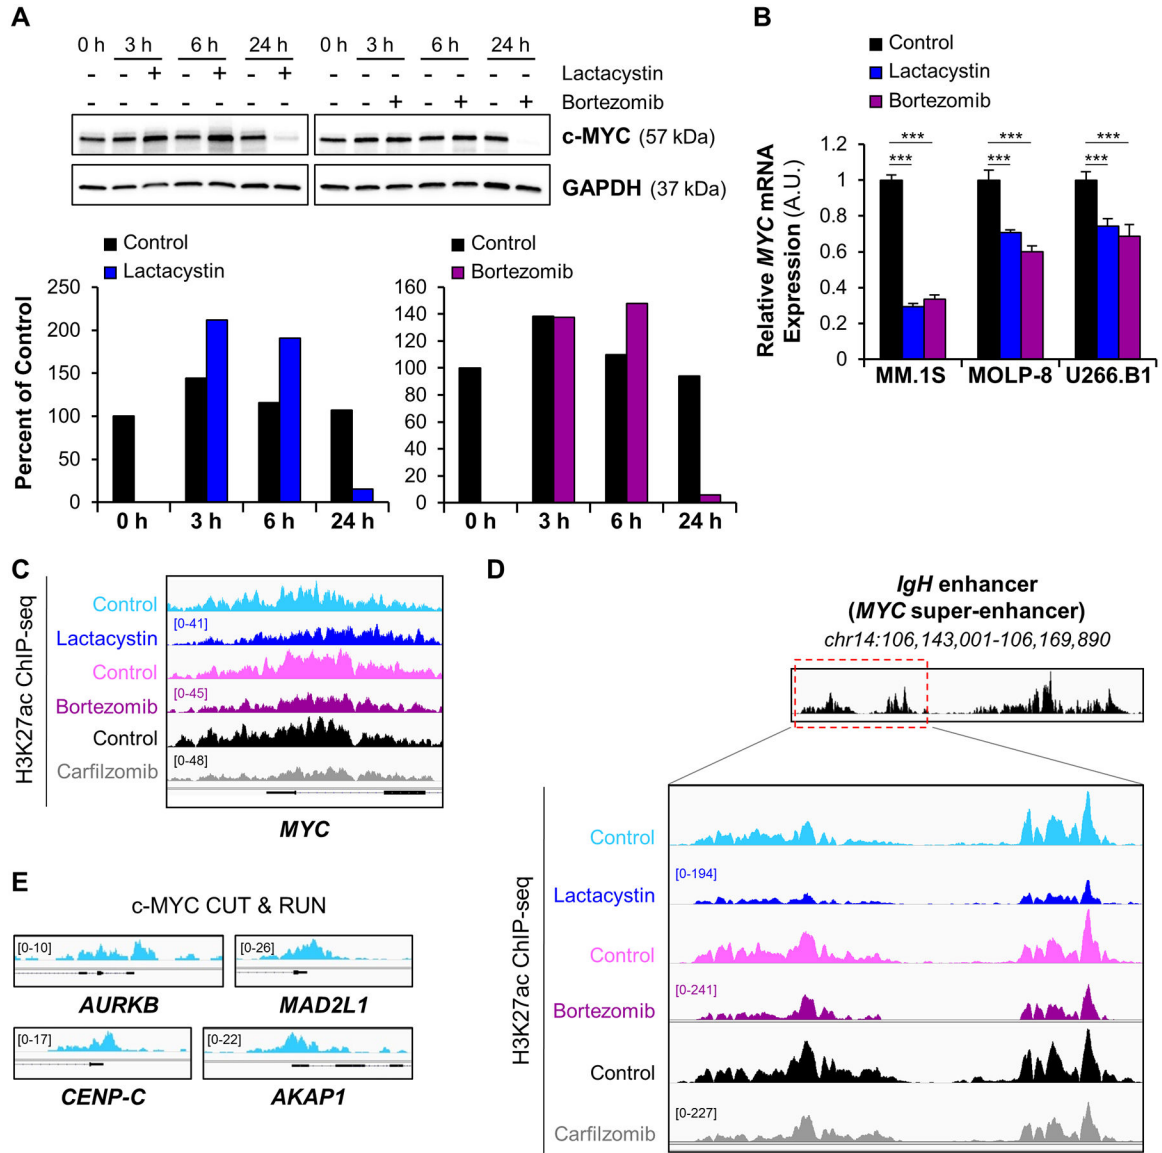 A
0 h 3 h 6 h 24 h 0 h 3 h 6 h 24 h
- - + - + - + Lactacystin
- - + - + - + Bortezomib
c-MYC (57 kDa)
GAPDH (37 kDa)
Control
Lactacystin
Control
Bortezomib
Percent of Control
250
200
150
100
50
0
0 h 3 h 6 h 24 h
160
140
120
100
80
60
40
20
0
0 h 3 h 6 h 24 h
B
Control
Lactacystin
Bortezomib
Relative MYC mRNA
Expression (A.U.)
1.2
1
0.8
0.6
0.4
0.2
0
*** *** ***
*** *** ***
MM.1S MOLP-8 U266.B1
C
H3K27ac ChIP-seq
Control
Lactacystin [0-41]
Control
Bortezomib [0-45]
Control
Carfilzomib [0-48]
MYC
D
IgH enhancer
(MYC super-enhancer)
chr14:106,143,001-106,169,890
H3K27ac ChIP-seq
Control
Lactacystin [0-194]
Control
Bortezomib [0-241]
Control
Carfilzomib [0-227]
E
c-MYC CUT & RUN
[0-10] [0-26]
AURKB MAD2L1
[0-17] [0-22]
CENP-C AKAP1